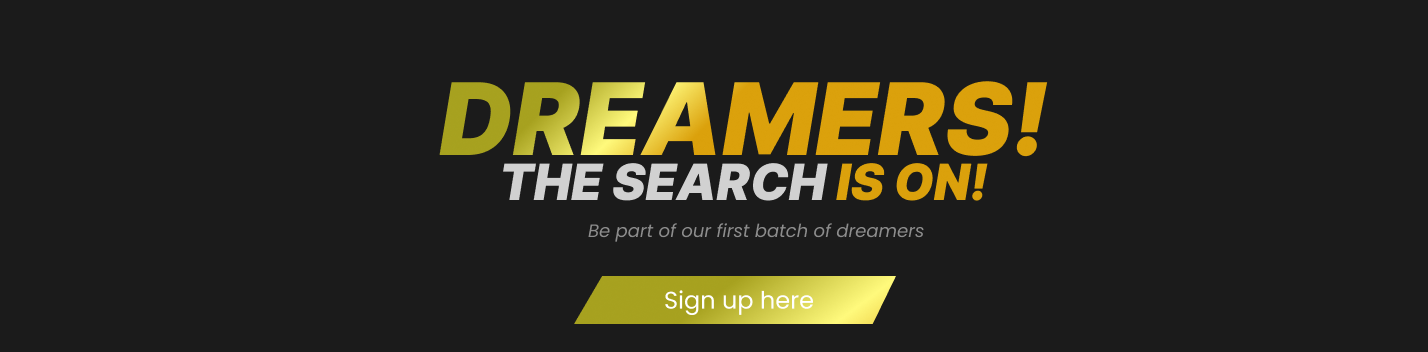 DREAMERS!
THE SEARCH IS ON!
Be part of our first batch of dreamers
Sign up here